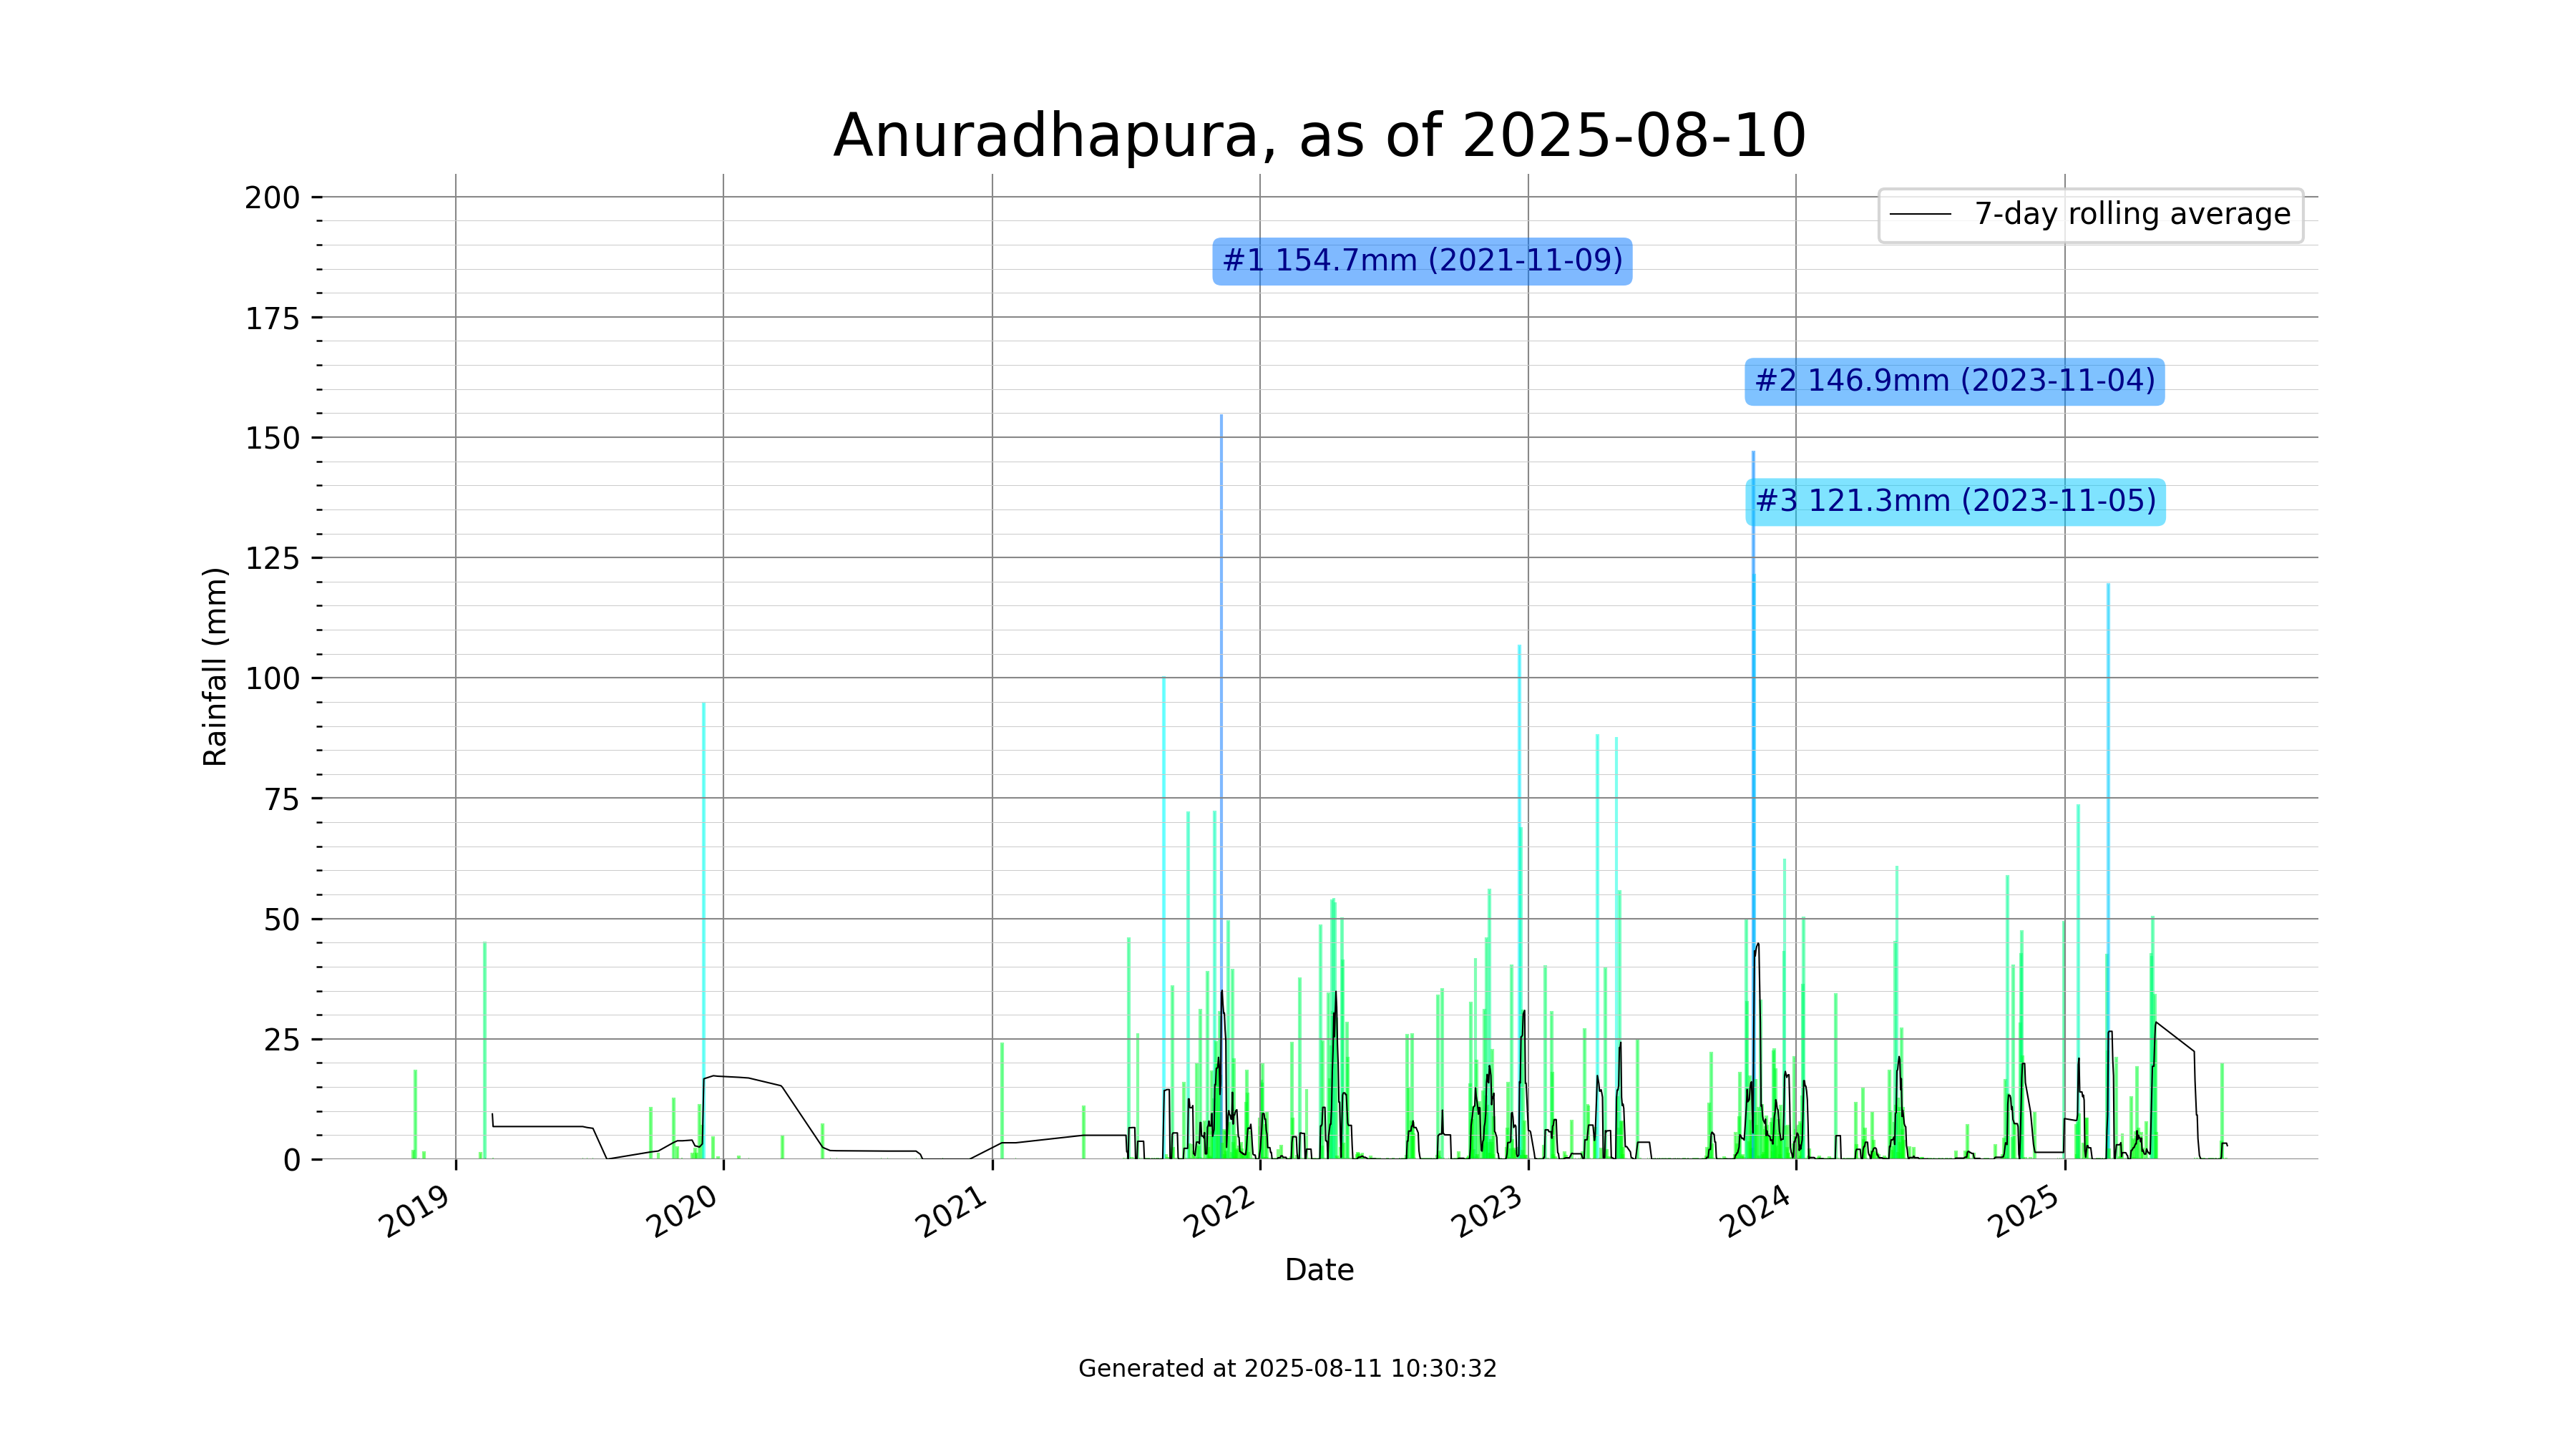 Anuradhapura, as of 2025-08-10
200
175
150
125
100
75
50
25
0
Rainfall (mm)
7-day rolling average
#1 154.7mm (2021-11-09)
#2 146.9mm (2023-11-04)
#3 121.3mm (2023-11-05)
2019
2020
2021
2022
2023
2024
2025
Date
Generated at 2025-08-11 10:30:32